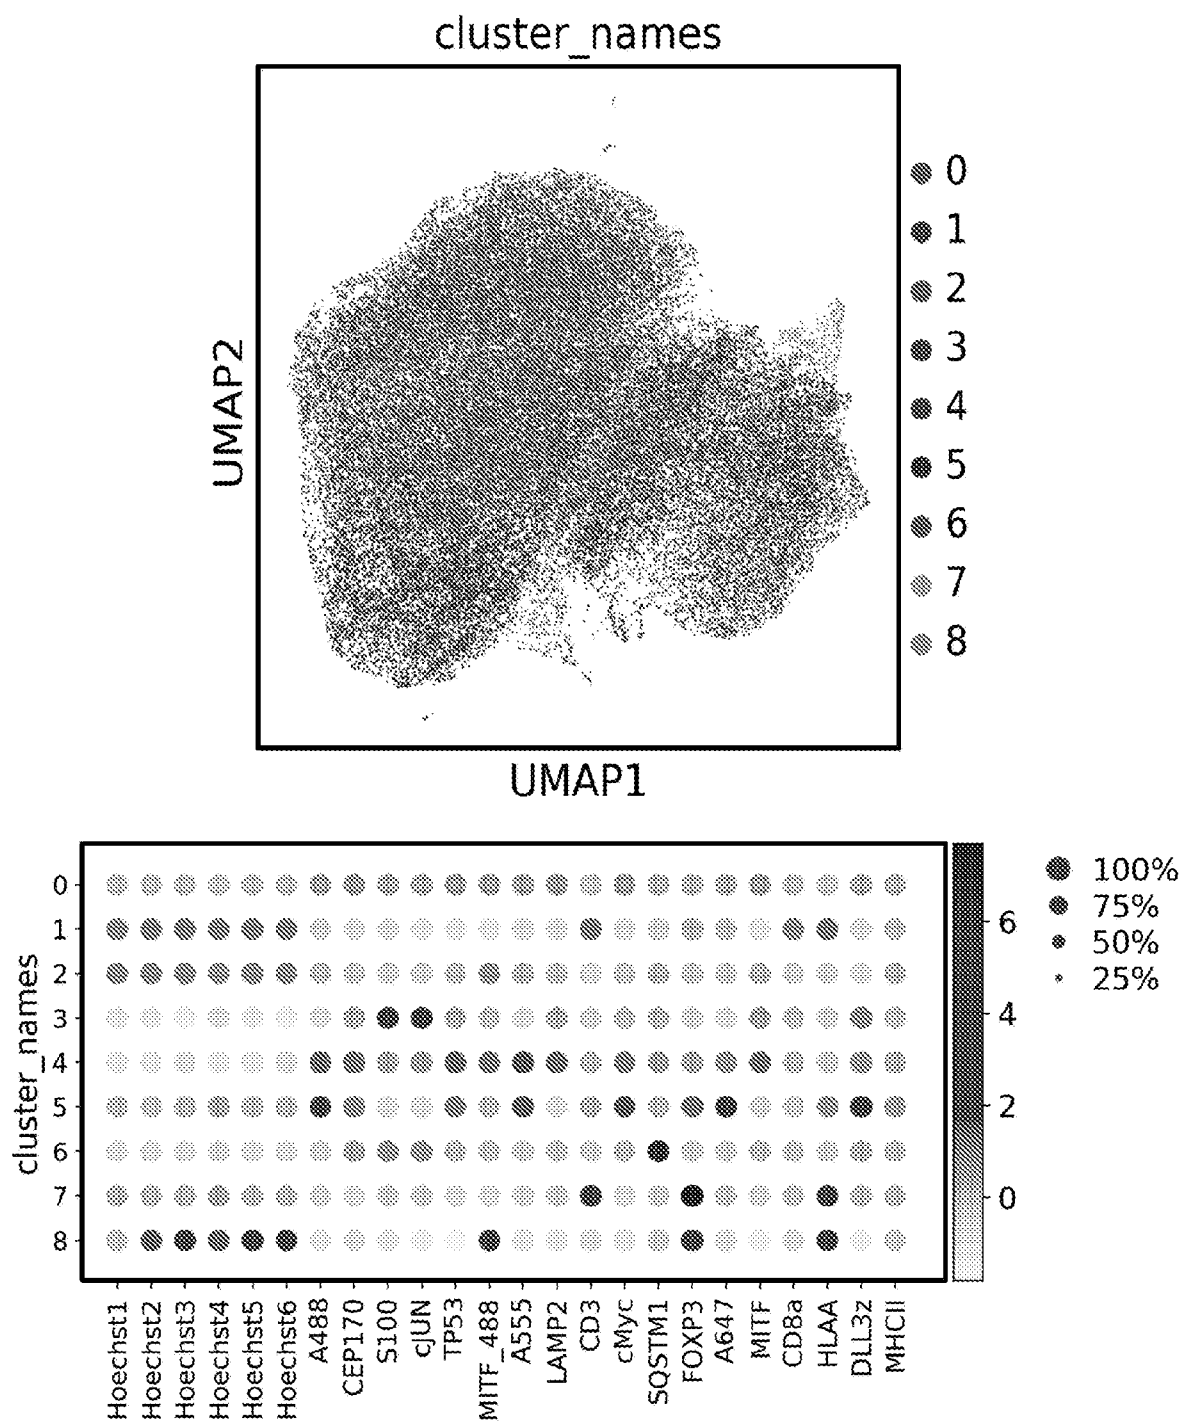 cluster_names
UMAP2
0
1
2
3
4
5
6
7
8
UMAP1
cluster_names
0
1
2
3
4
5
6
7
8
6
4
2
0
100%
75%
50%
25%
Hoechst1
Hoechst2
Hoechst3
Hoechst4
Hoechst5
Hoechst6
A488
CEP170
S100
cJUN
TP53
MITF_488
A555
LAMP2
CD3
cMyc
SQSTM1
FOXP3
A647
MITF
CD8a
HLAA
DLL3z
MHCII